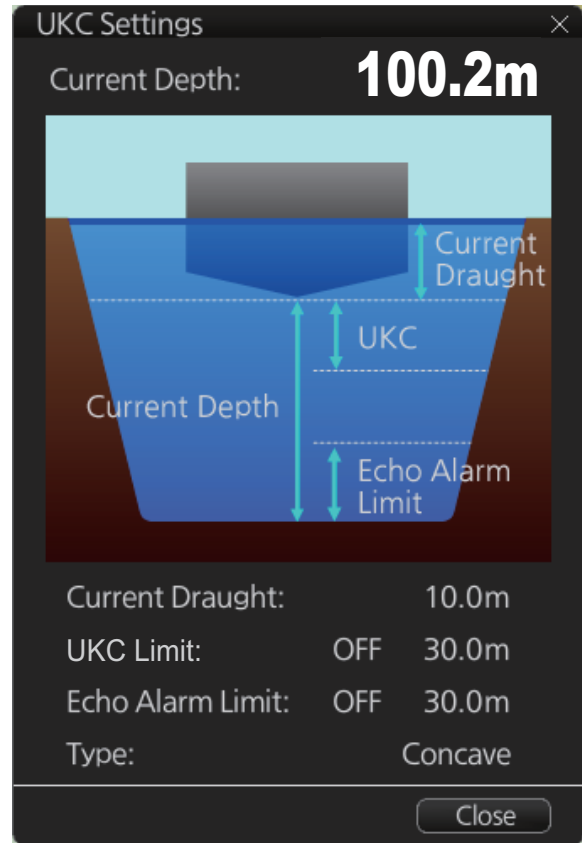 UKC Settings ×
Current Depth: 100.2m
Current
Draught
UKC
Current Depth
Echo Alarm
Limit
Current Draught: 10.0m
UKC Limit: OFF 30.0m
Echo Alarm Limit: OFF 30.0m
Type: Concave
Close